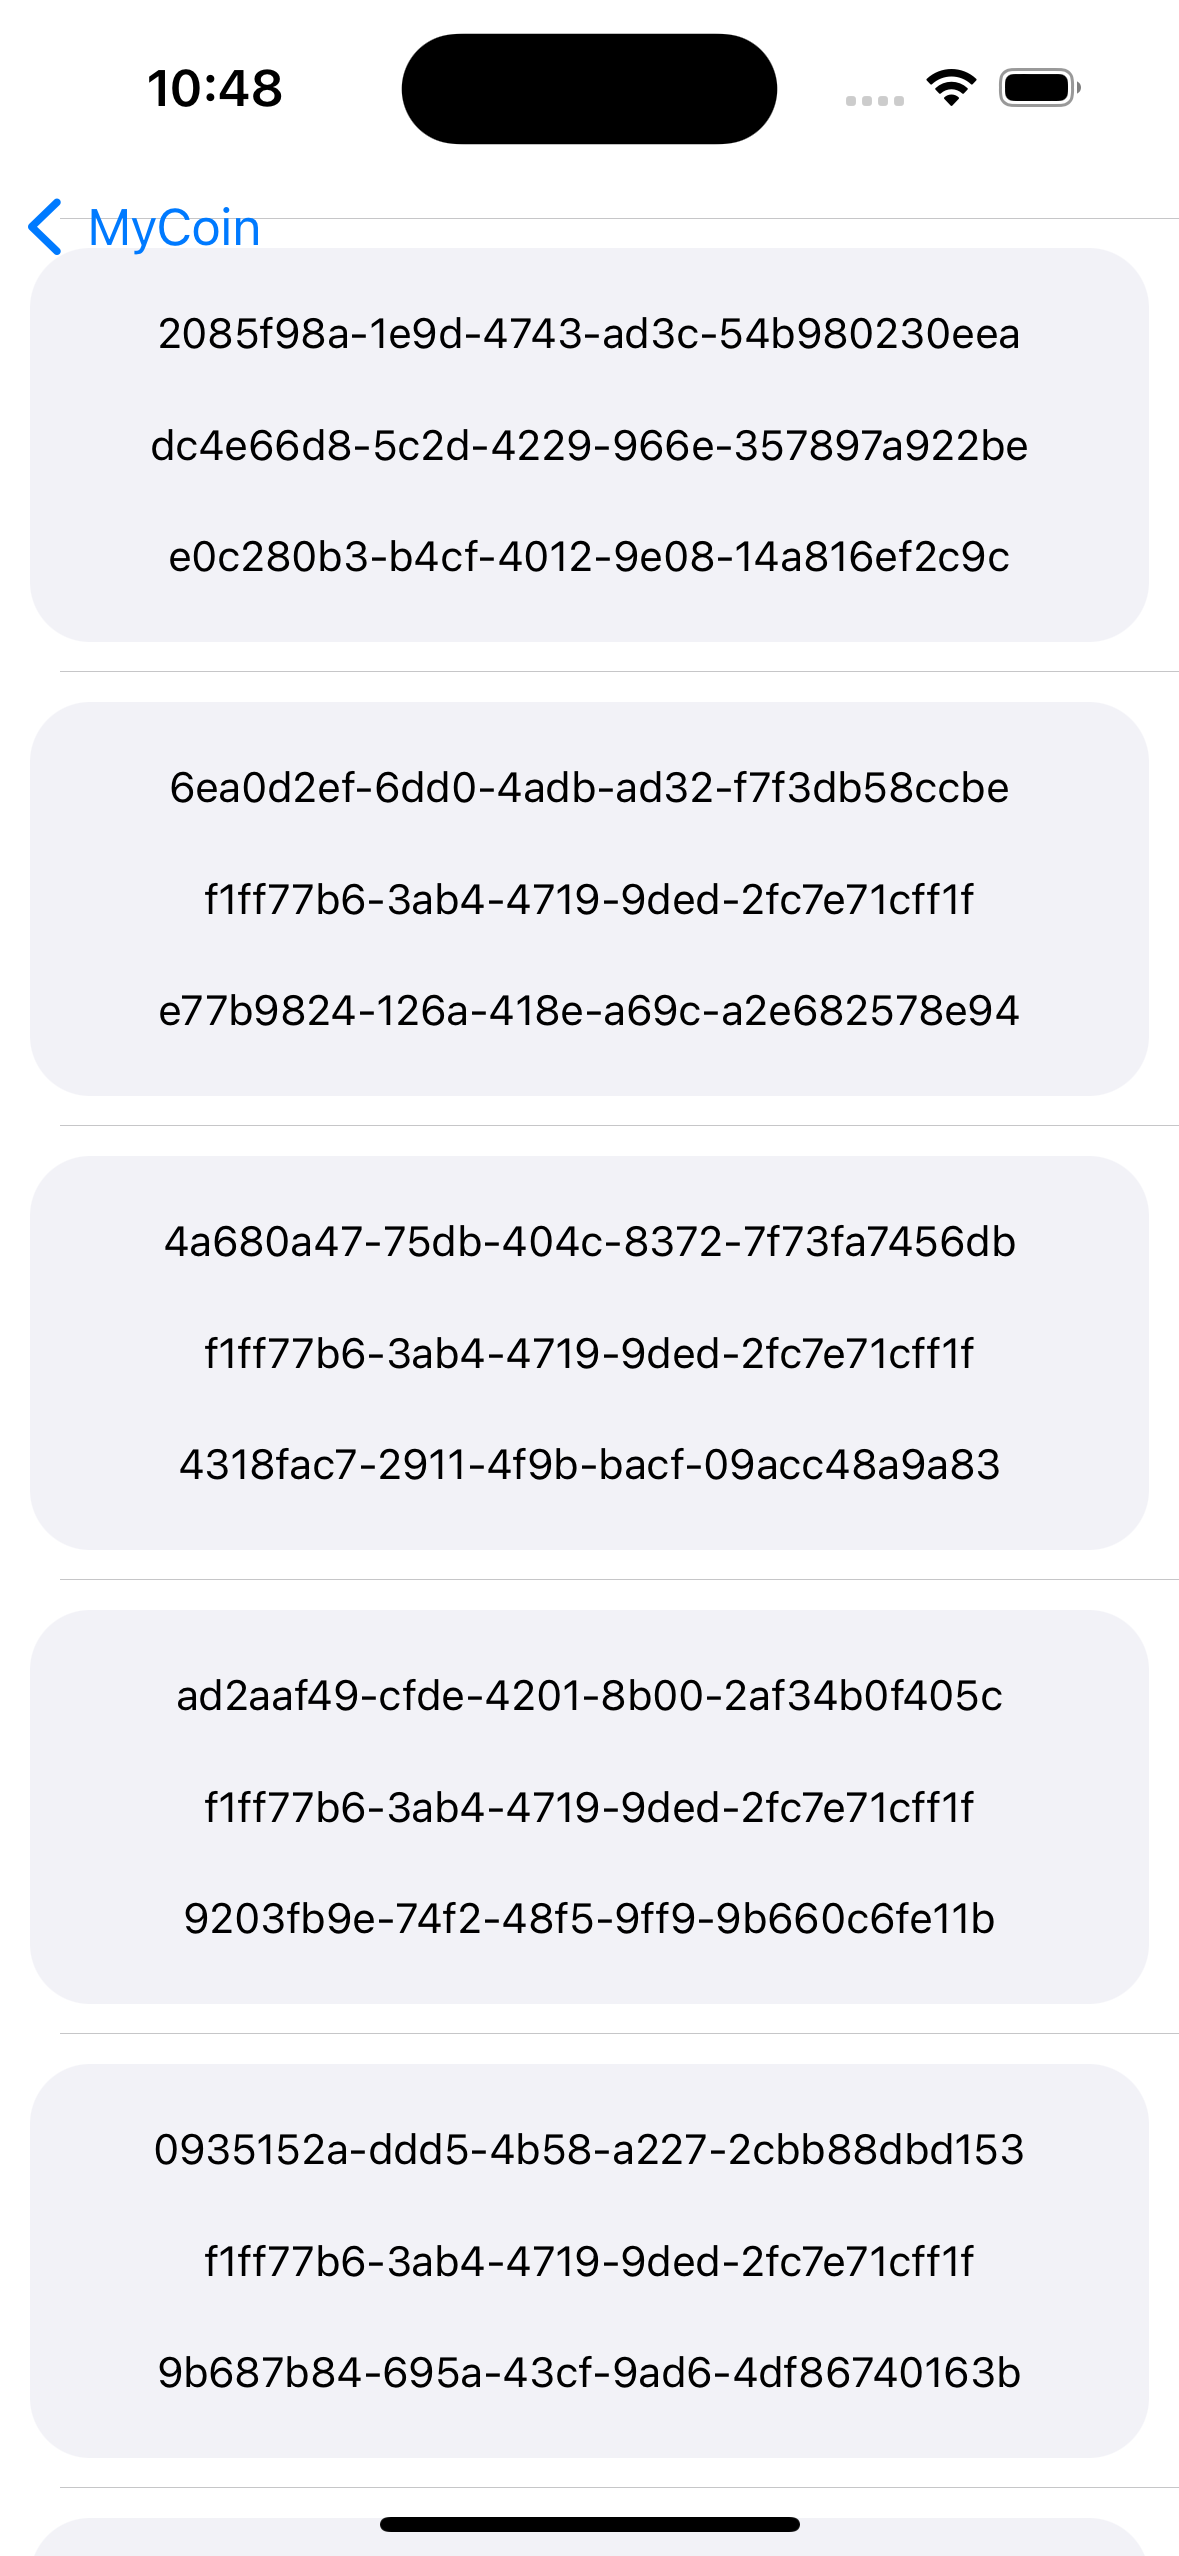 10:48
MyCoin
2085f98a-1e9d-4743-ad3c-54b980230eea
dc4e66d8-5c2d-4229-966e-357897a922be
e0c280b3-b4cf-4012-9e08-14a816ef2c9c
6ea0d2ef-6dd0-4adb-ad32-f7f3db58ccbe
f1ff77b6-3ab4-4719-9ded-2fc7e71cff1f
e77b9824-126a-418e-a69c-a2e682578e94
4a680a47-75db-404c-8372-7f73fa7456db
f1ff77b6-3ab4-4719-9ded-2fc7e71cff1f
4318fac7-2911-4f9b-bacf-09acc48a9a83
ad2aaf49-cfde-4201-8b00-2af34b0f405c
f1ff77b6-3ab4-4719-9ded-2fc7e71cff1f
9203fb9e-74f2-48f5-9ff9-9b660c6fe11b
0935152a-ddd5-4b58-a227-2cbb88dbd153
f1ff77b6-3ab4-4719-9ded-2fc7e71cff1f
9b687b84-695a-43cf-9ad6-4df86740163b